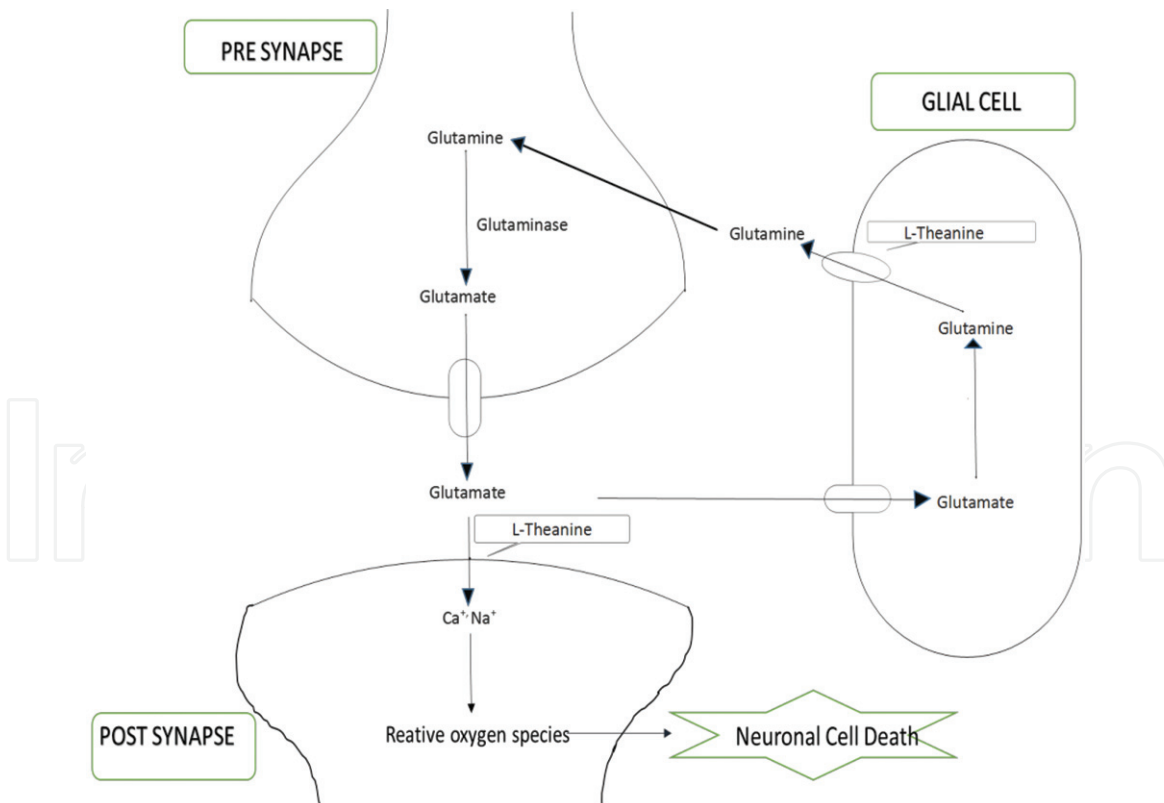 PRE SYNAPSE
GLIAL CELL
Glutamine
Glutaminase
Glutamine
L-Theanine
Glutamate
Glutamine
Glutamate
Glutamate
L-Theanine
Ca⁺ Na⁺
POST SYNAPSE
Reative oxygen species
Neuronal Cell Death